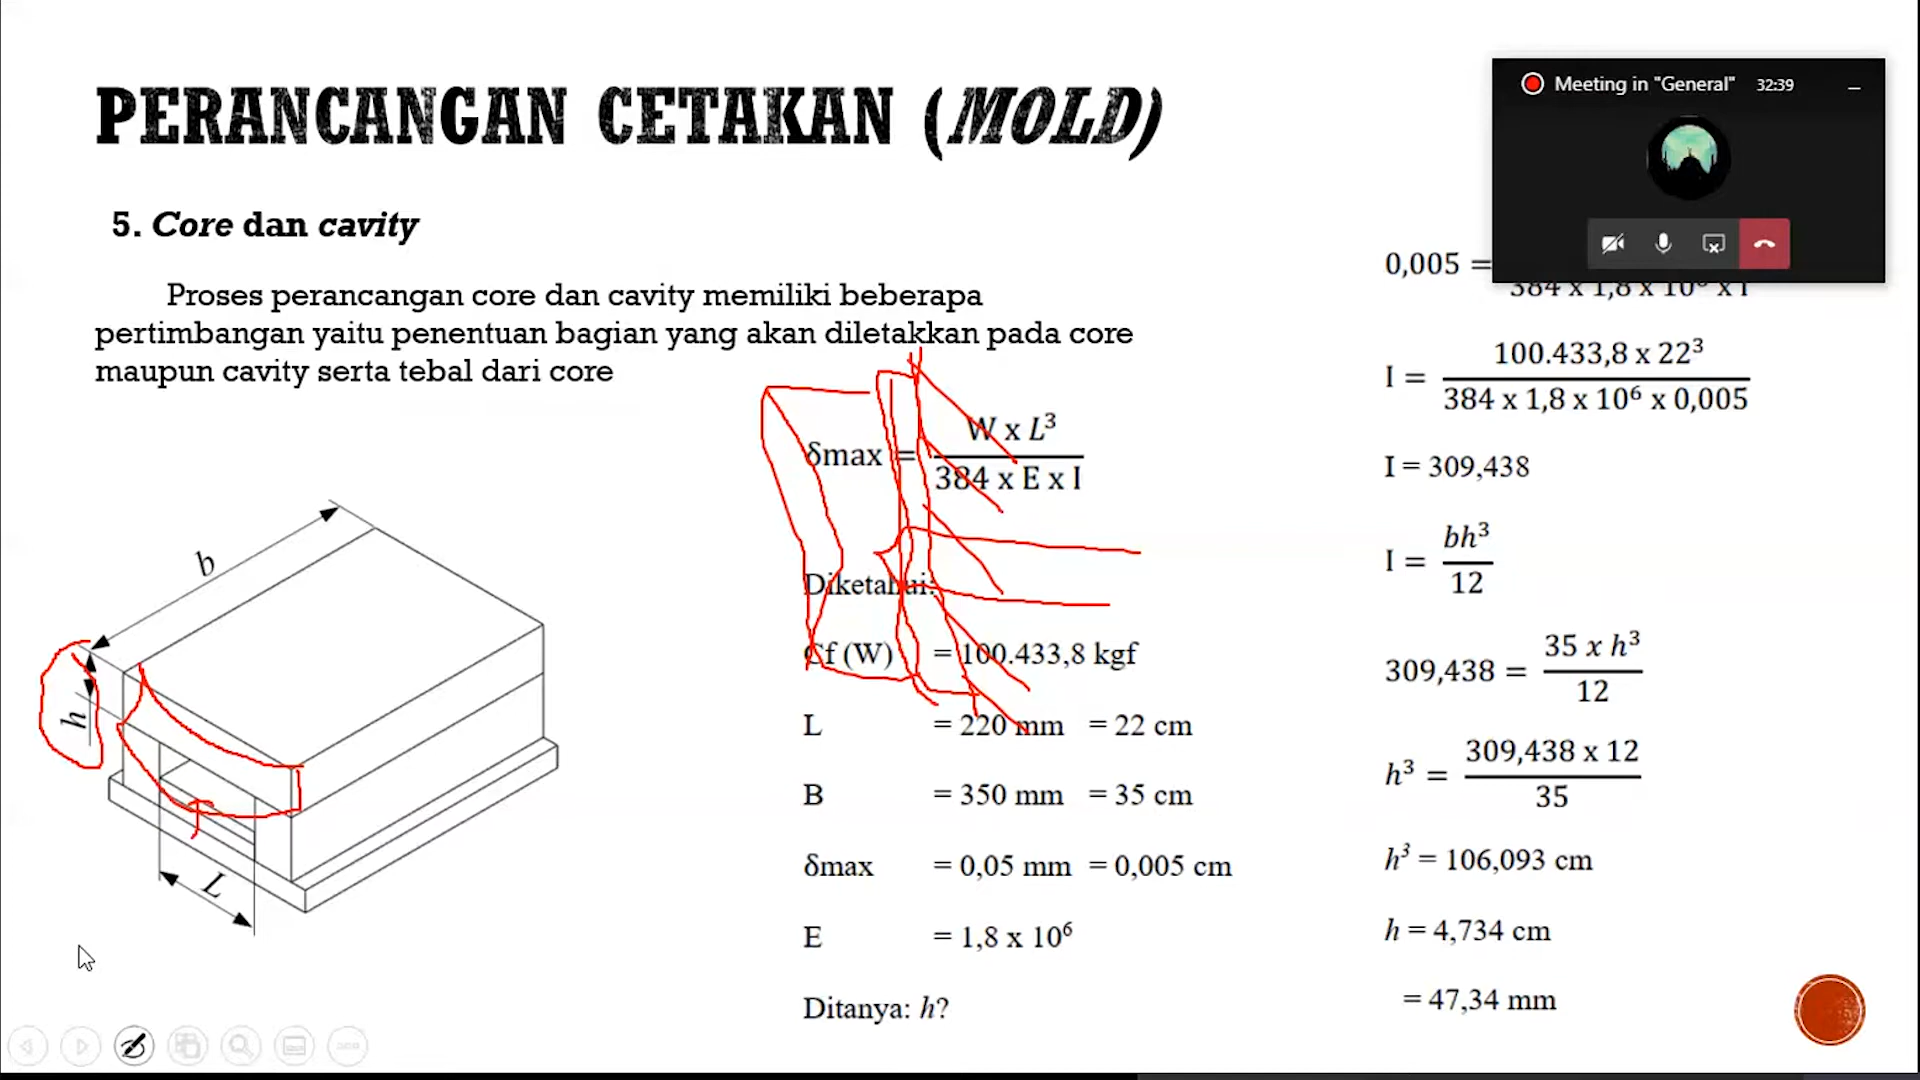 PERANCANGAN CETAKAN (MOLD)
Meeting in "General" 32:39
5. Core dan cavity
Proses perancangan core dan cavity memiliki beberapa
pertimbangan yaitu penentuan bagian yang akan diletakkan pada core
maupun cavity serta tebal dari core
b
h
L
δmax = W x L³ / 384 x E x I
Diketahui:
Cf (W) = 100.433,8 kgf
L = 220 mm = 22 cm
B = 350 mm = 35 cm
δmax = 0,05 mm = 0,005 cm
E = 1,8 x 10⁶
Ditanya: h?
0,005 =
384 x 1,8 x 10⁶ x I
I = 100.433,8 x 22³ / 384 x 1,8 x 10⁶ x 0,005
I = 309,438
I = bh³ / 12
309,438 = 35 x h³ / 12
h³ = 309,438 x 12 / 35
h³ = 106,093 cm
h = 4,734 cm
= 47,34 mm